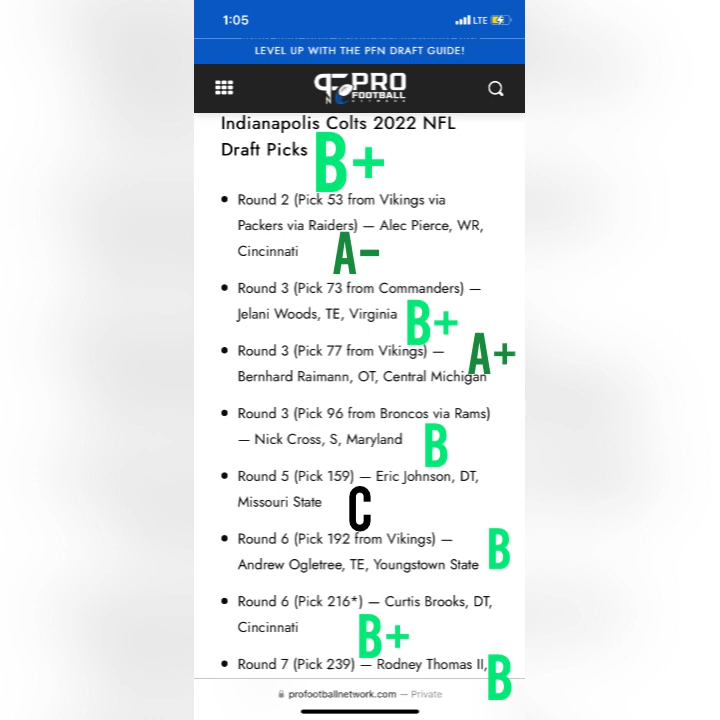 1:05 LTE
LEVEL UP WITH THE PFN DRAFT GUIDE!
PFN PRO
FOOTBALL
NETWORK
Indianapolis Colts 2022 NFL
Draft Picks B+
• Round 2 (Pick 53 from Vikings via
Packers via Raiders) — Alec Pierce, WR,
Cincinnati A-
• Round 3 (Pick 73 from Commanders) —
Jelani Woods, TE, Virginia B+
• Round 3 (Pick 77 from Vikings) — A+
Bernhard Raimann, OT, Central Michigan
• Round 3 (Pick 96 from Broncos via Rams)
— Nick Cross, S, Maryland B
• Round 5 (Pick 159) — Eric Johnson, DT,
Missouri State C
• Round 6 (Pick 192 from Vikings) —
Andrew Ogletree, TE, Youngstown State B
• Round 6 (Pick 216*) — Curtis Brooks, DT,
Cincinnati B+
• Round 7 (Pick 239) — Rodney Thomas II, B
profootballnetwork.com — Private